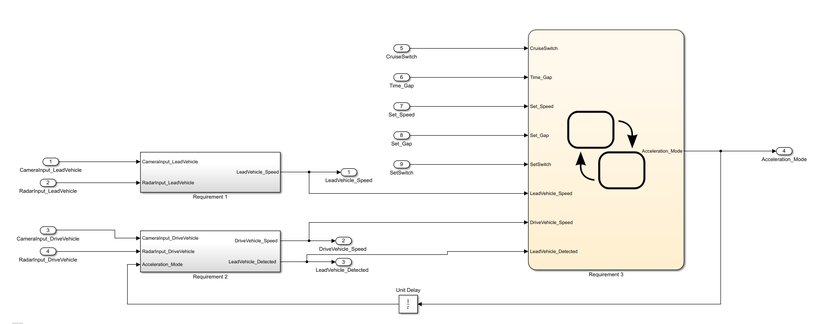 5
CruiseSwitch
CruiseSwitch
6
Time_Gap
Time_Gap
7
Set_Speed
Set_Speed
8
Set_Gap
Set_Gap
9
SetSwitch
SetSwitch
LeadVehicle_Speed
DriveVehicle_Speed
LeadVehicle_Detected
Acceleration_Mode
Requirement 3
4
Acceleration_Mode
1
CameraInput_LeadVehicle
2
RadarInput_LeadVehicle
CameraInput_LeadVehicle
RadarInput_LeadVehicle
LeadVehicle_Speed
Requirement 1
1
LeadVehicle_Speed
3
CameraInput_DriveVehicle
4
RadarInput_DriveVehicle
CameraInput_DriveVehicle
RadarInput_DriveVehicle
Acceleration_Mode
DriveVehicle_Speed
LeadVehicle_Detected
Requirement 2
2
DriveVehicle_Speed
3
LeadVehicle_Detected
Unit Delay
1
z